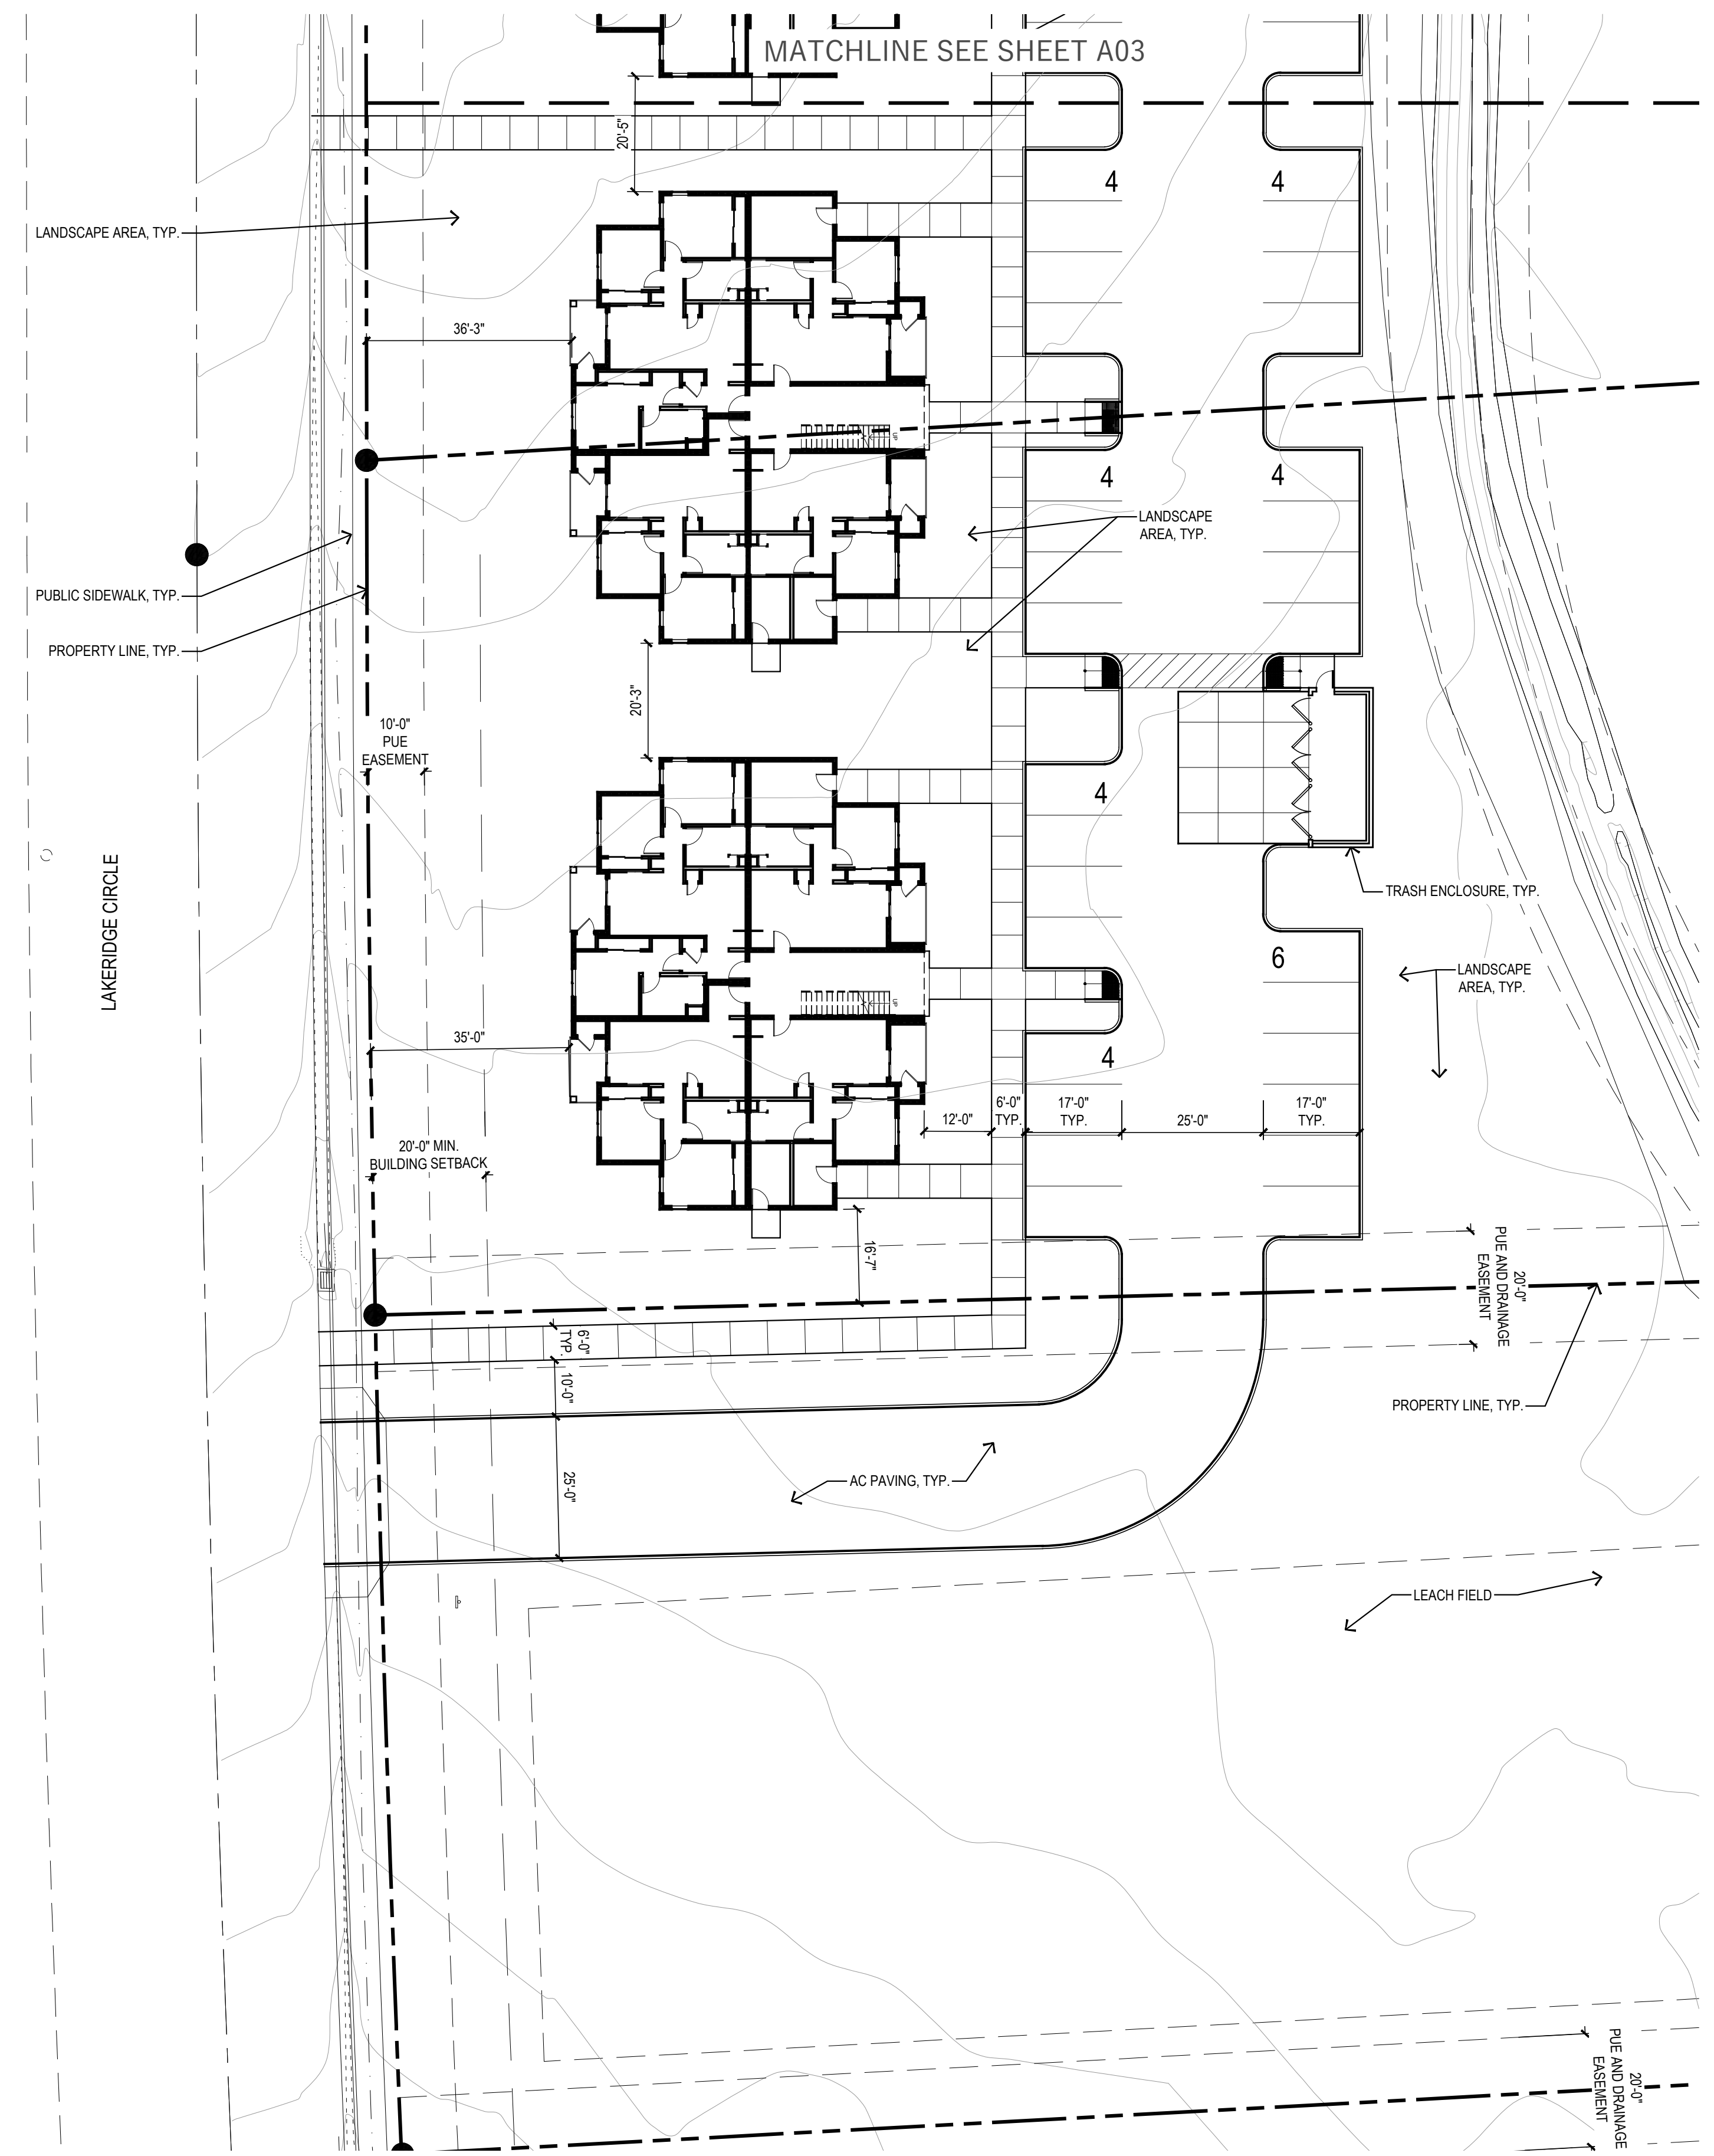 MATCHLINE SEE SHEET A03
20'-5"
4
4
LANDSCAPE AREA, TYP.
36'-3"
4
4
LANDSCAPE
AREA, TYP.
UP
PUBLIC SIDEWALK, TYP.
PROPERTY LINE, TYP.
20'-3"
10'-0"
PUE
EASEMENT
4
LAKERIDGE CIRCLE
TRASH ENCLOSURE, TYP.
6
LANDSCAPE
AREA, TYP.
UP
35'-0"
4
12'-0"
6'-0"
TYP.
17'-0"
TYP.
25'-0"
17'-0"
TYP.
20'-0" MIN.
BUILDING SETBACK
16'-7"
20'-0"
PUE AND DRAINAGE
EASEMENT
6'-0"
TYP.
10'-0"
PROPERTY LINE, TYP.
25'-0"
AC PAVING, TYP.
LEACH FIELD
20'-0"
PUE AND DRAINAGE
EASEMENT